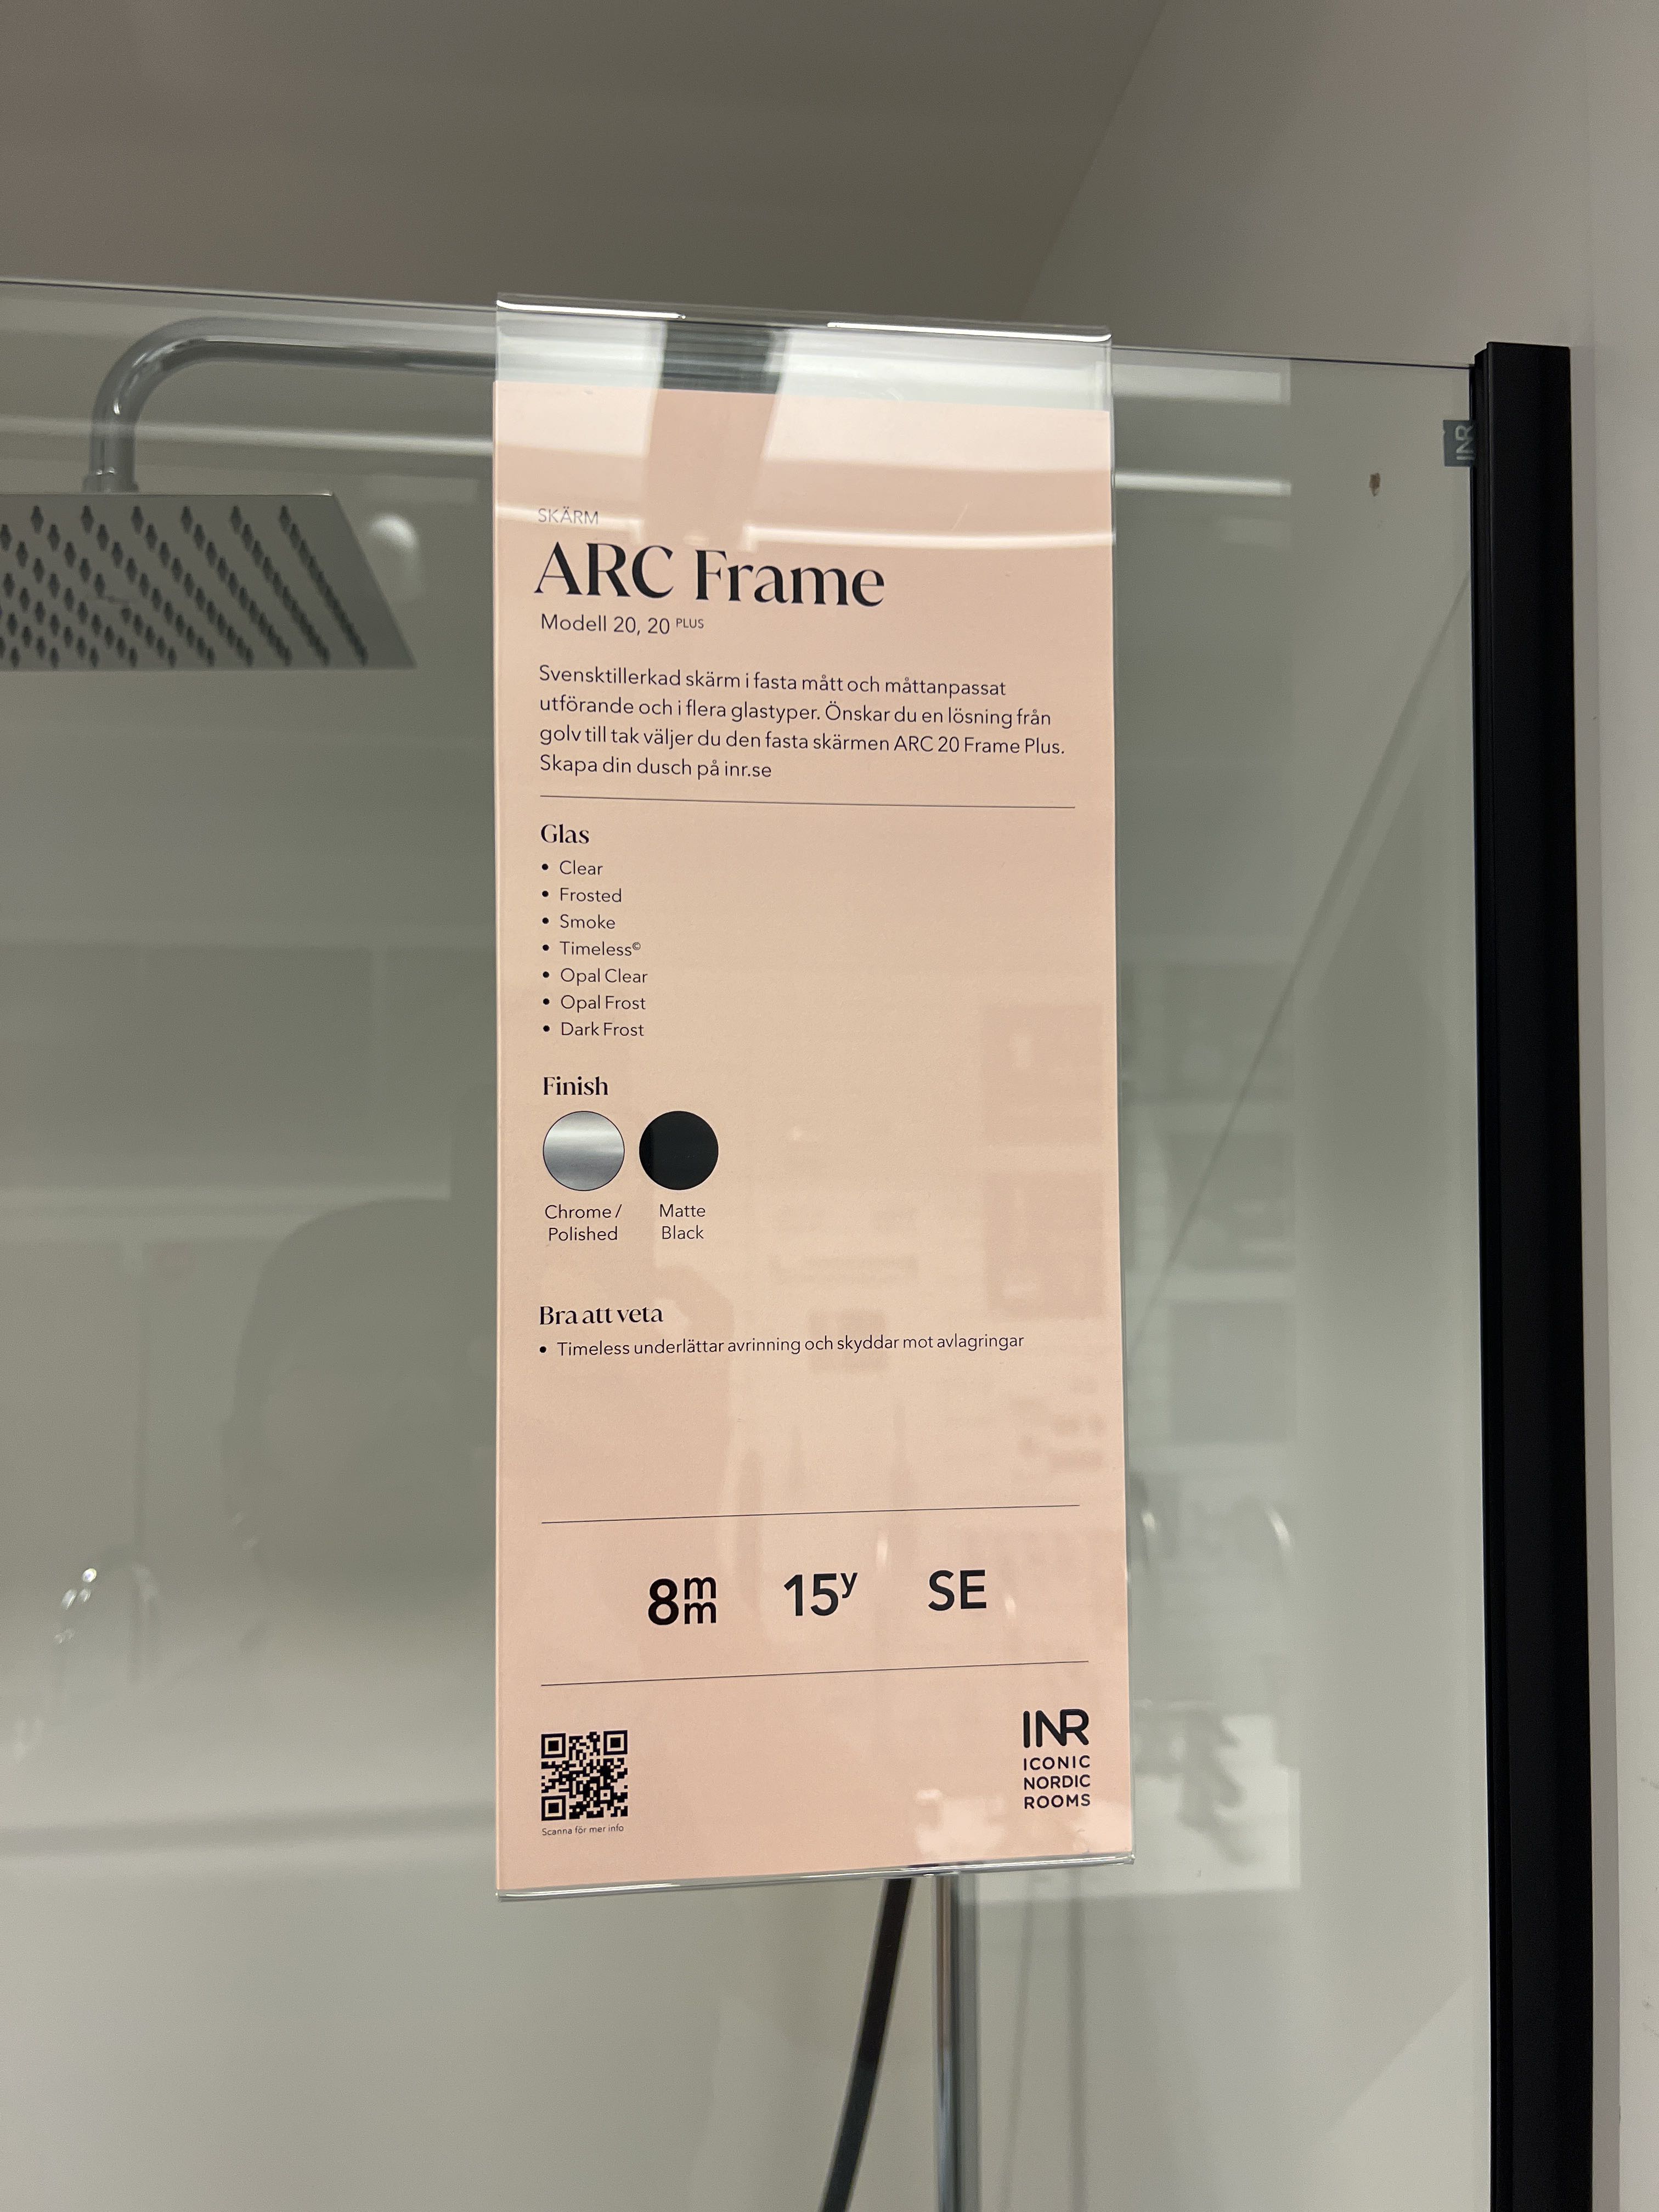 INR
SKÄRM
ARC Frame
Modell 20, 20 PLUS
Svensktillerkad skärm i fasta mått och måttanpassat
utförande och i flera glastyper. Önskar du en lösning från
golv till tak väljer du den fasta skärmen ARC 20 Frame Plus.
Skapa din dusch på inr.se
Glas
• Clear
• Frosted
• Smoke
• Timeless©
• Opal Clear
• Opal Frost
• Dark Frost
Finish
Chrome / Matte
Polished Black
Bra att veta
• Timeless underlättar avrinning och skyddar mot avlagringar
8mm 15y SE
INR
ICONIC
NORDIC
ROOMS
Scanna för mer info